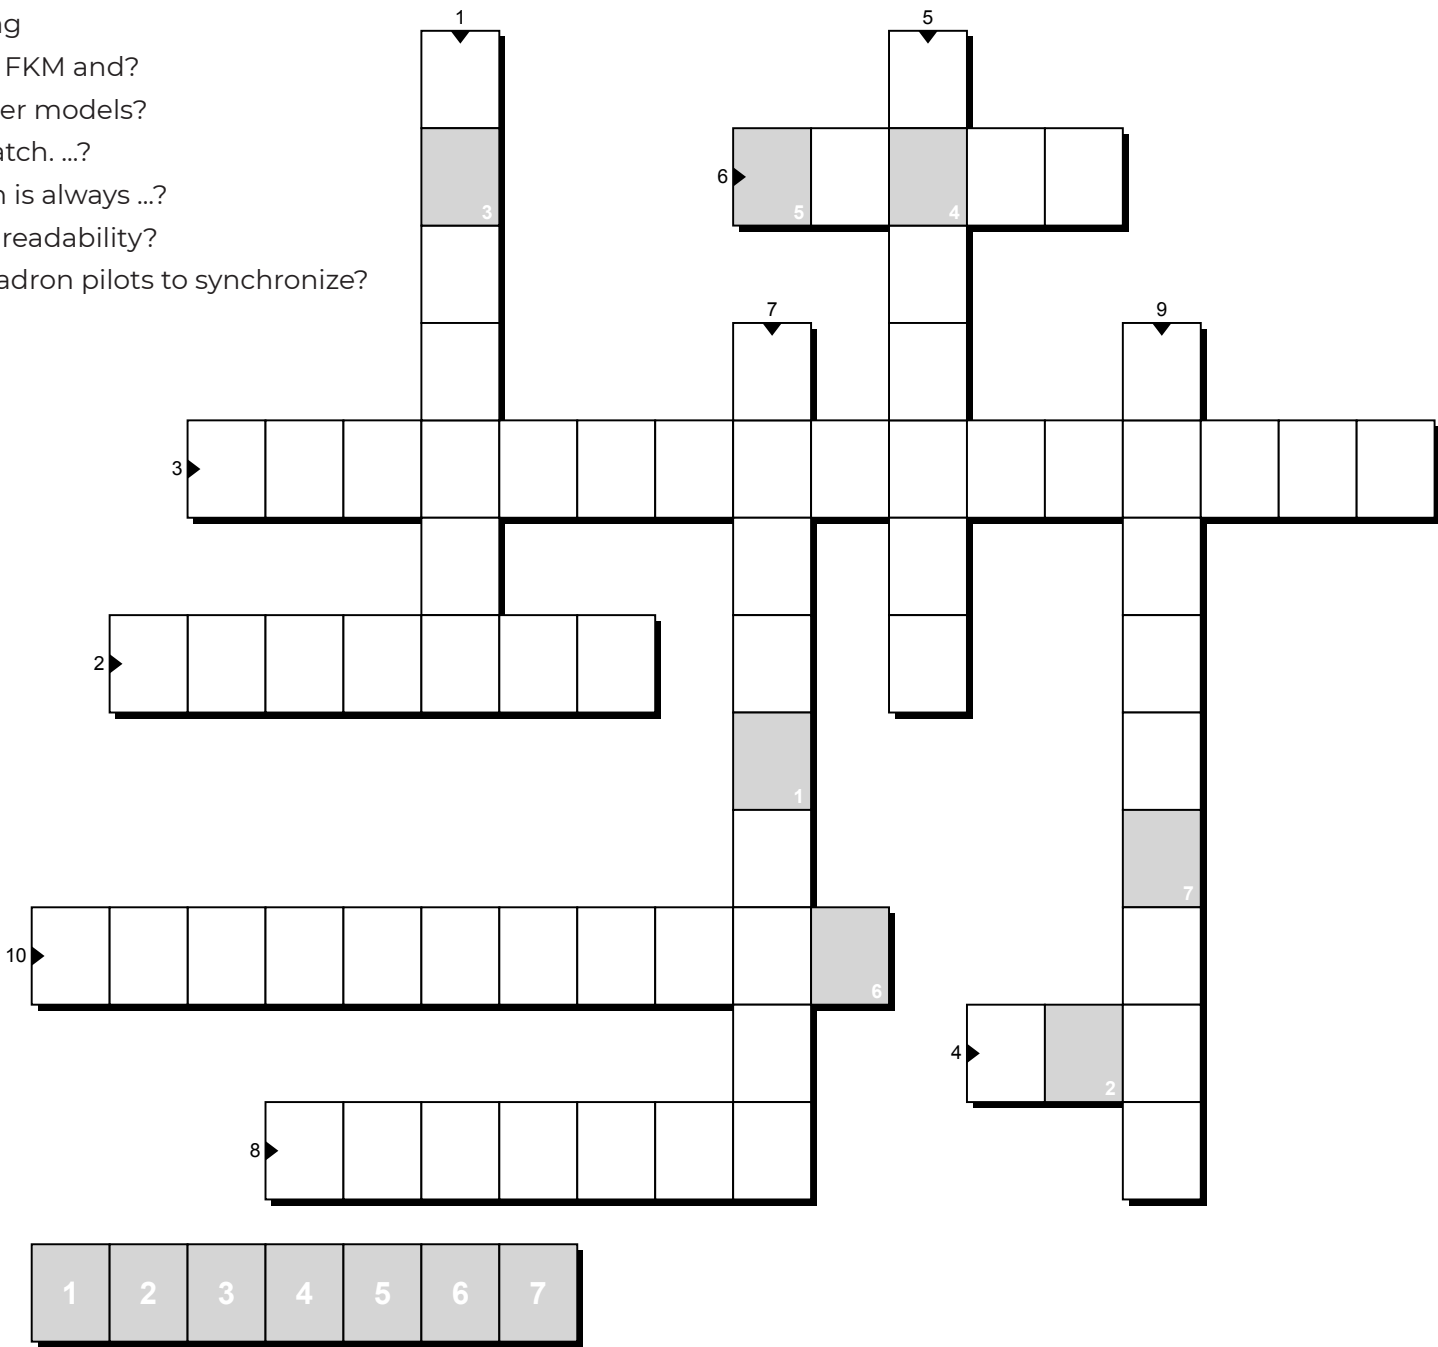 ng
FKM and?
er models?
atch. ...?
n is always ...?
readability?
adron pilots to synchronize?
1
5
3
6
5
4
7
9
3
2
1
7
10
6
4
2
8
1 2 3 4 5 6 7